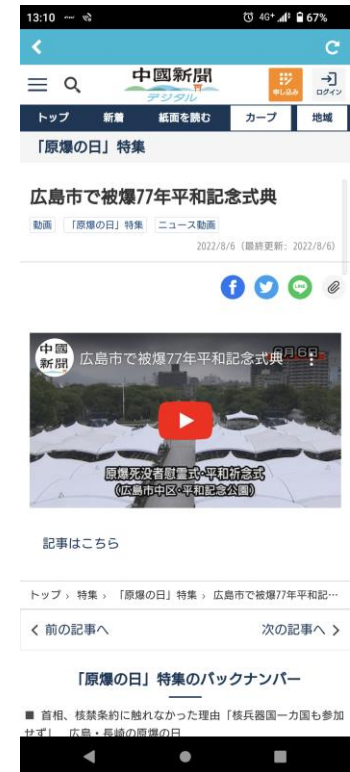 13:10
4G+ 67%
中國新聞
デジタル
申し込み
ログイン
トップ 新着 紙面を読む カープ 地域
「原爆の日」特集
広島市で被爆77年平和記念式典
動画 「原爆の日」特集 ニュース動画
2022/8/6（最終更新: 2022/8/6）
LINE
中國
新聞
広島市で被爆77年平和記念式典
8月6日
原爆死没者慰霊式・平和祈念式
（広島市中区・平和記念公園）
記事はこちら
トップ › 特集 › 「原爆の日」特集 › 広島市で被爆77年平和記…
前の記事へ 次の記事へ
「原爆の日」特集のバックナンバー
■ 首相、核禁条約に触れなかった理由「核兵器国一カ国も参加
せず」 広島・長崎の原爆の日